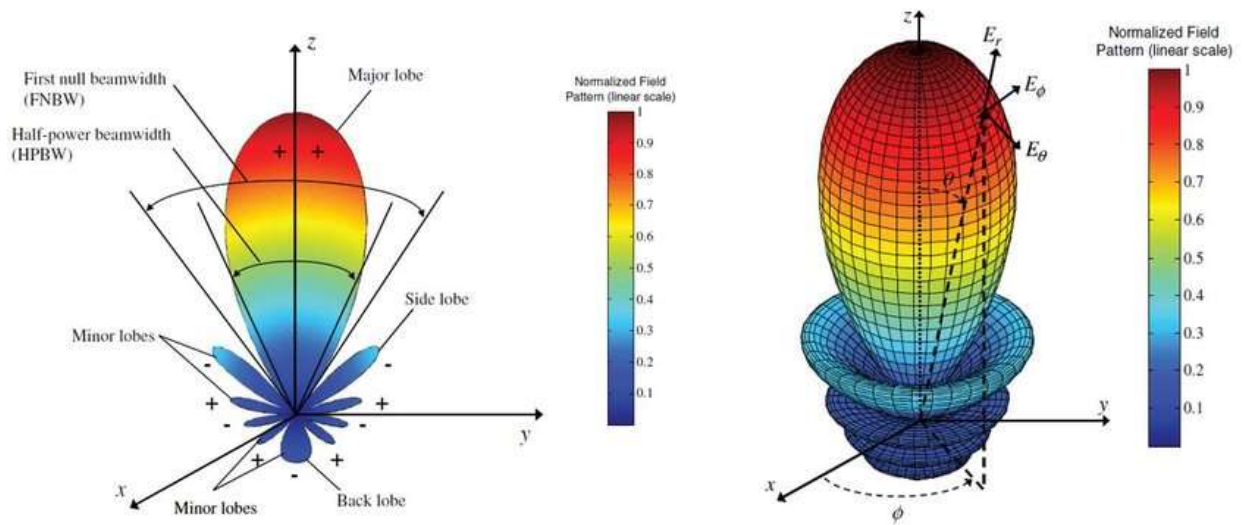 z
First null beamwidth
(FNBW)
Major lobe
Half-power beamwidth
(HPBW)
+ +
Normalized Field
Pattern (linear scale)
1
0.9
0.8
0.7
0.6
0.5
0.4
0.3
0.2
0.1
Side lobe
Minor lobes
- -
+ +
- -
+ +
-
y
x
Minor lobes
Back lobe
z
E_r
E_ϕ
E_θ
θ
Normalized Field
Pattern (linear scale)
1
0.9
0.8
0.7
0.6
0.5
0.4
0.3
0.2
0.1
y
x
ϕ